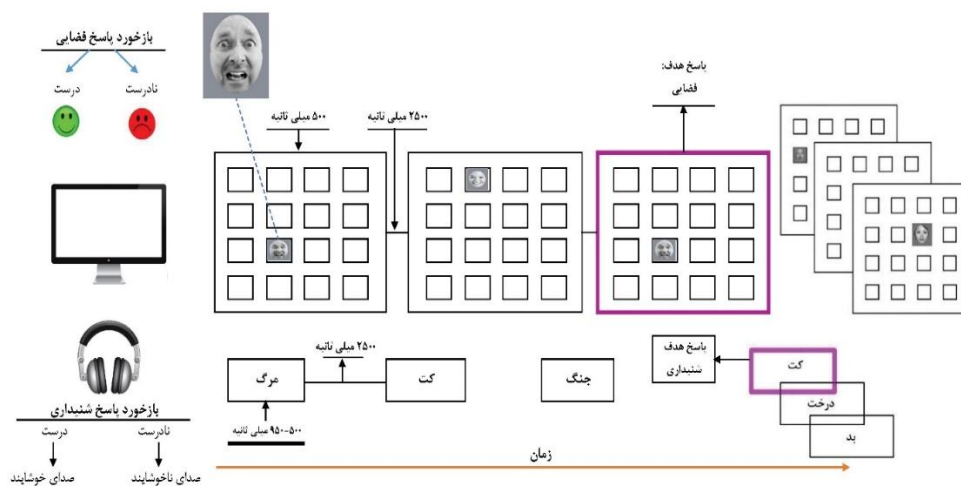 بازخورد پاسخ فضایی
درست
نادرست
۵۰۰ میلی ثانیه
۲۵۰۰ میلی ثانیه
پاسخ هدف:
فضایی
مرگ
۲۵۰۰ میلی ثانیه
کت
جنگ
پاسخ هدف
شنیداری
کت
درخت
بد
۹۵۰-۵۰۰ میلی ثانیه
زمان
بازخورد پاسخ شنیداری
درست
نادرست
صدای خوشایند
صدای ناخوشایند